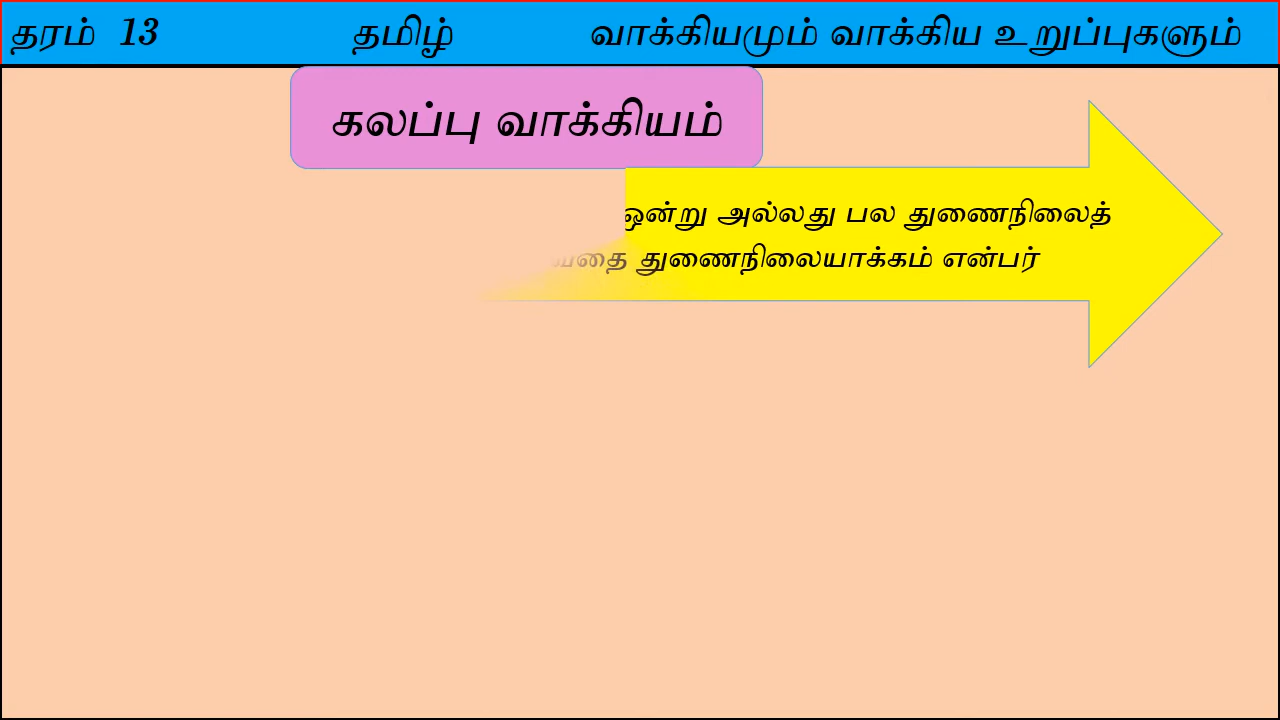 தரம் 13 தமிழ் வாக்கியமும் வாக்கிய உறுப்புகளும்
கலப்பு வாக்கியம்
ஒன்று அல்லது பல துணைநிலைத்
துணைநிலையாக்கம் என்பர்